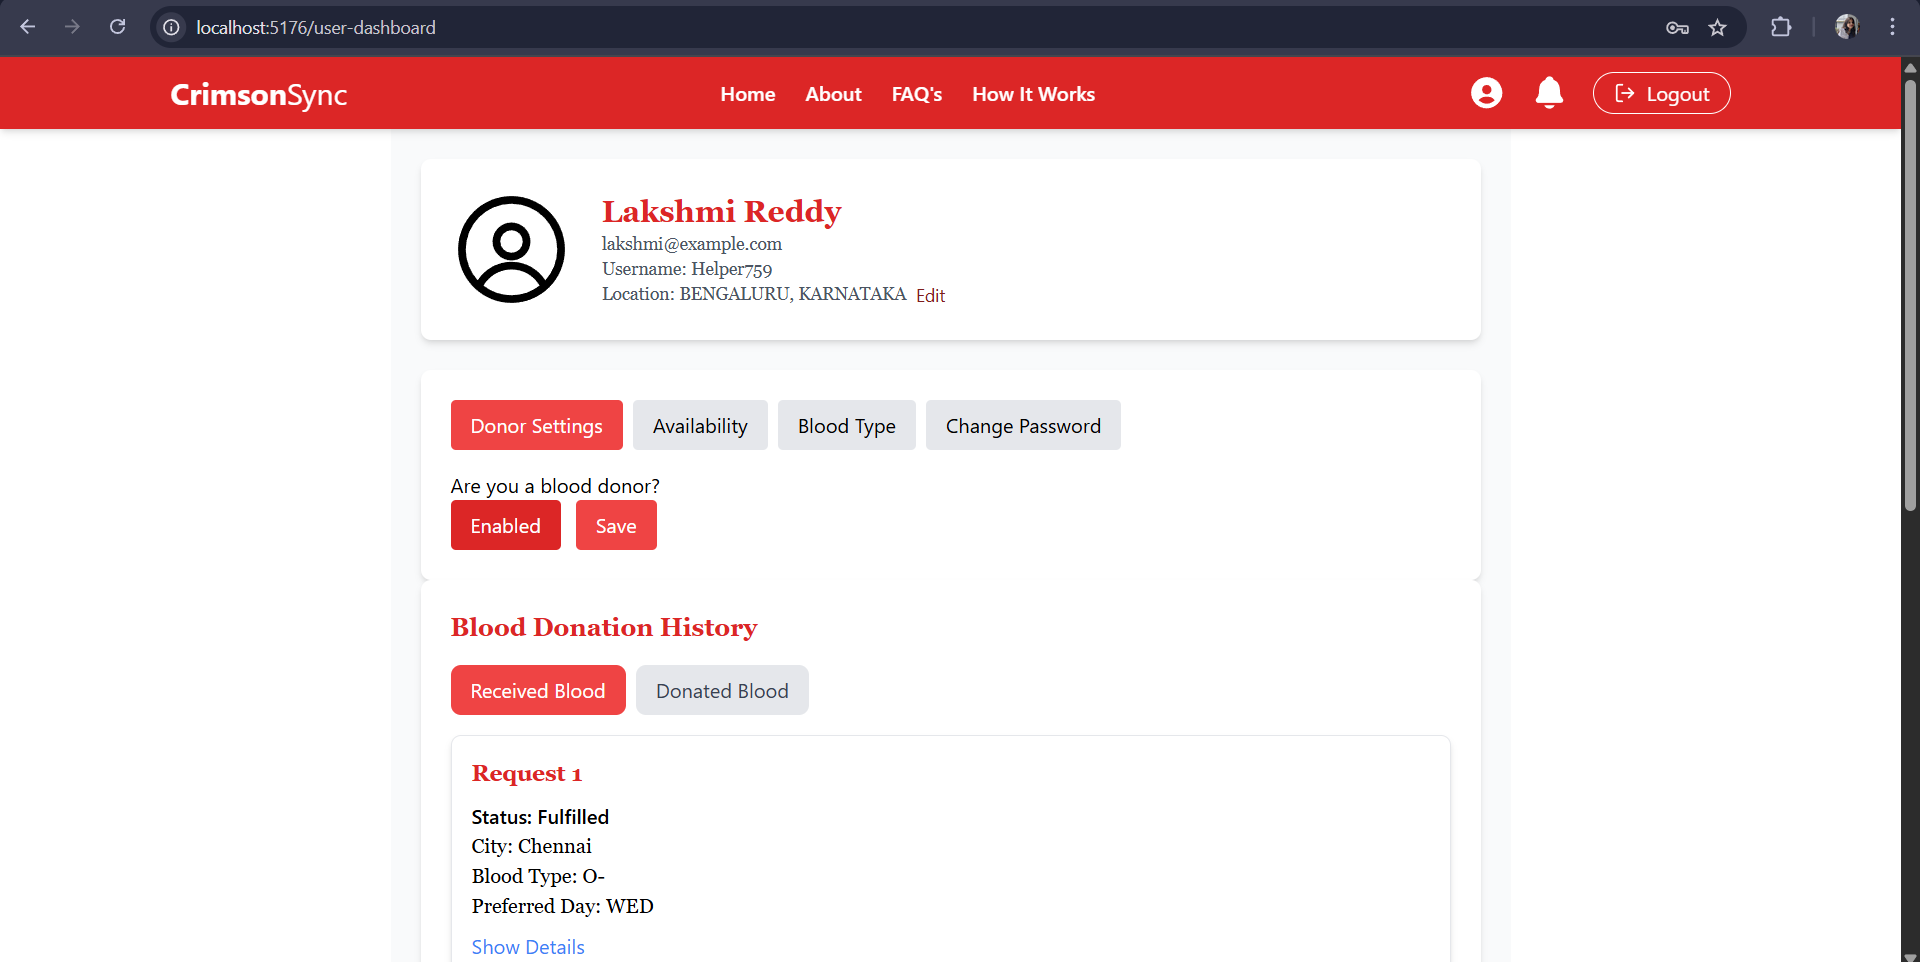 localhost:5176/user-dashboard
CrimsonSync
Home About FAQ's How It Works
Logout
Lakshmi Reddy
lakshmi@example.com
Username: Helper759
Location: BENGALURU, KARNATAKA Edit
Donor Settings Availability Blood Type Change Password
Are you a blood donor?
Enabled Save
Blood Donation History
Received Blood Donated Blood
Request 1
Status: Fulfilled
City: Chennai
Blood Type: O-
Preferred Day: WED
Show Details